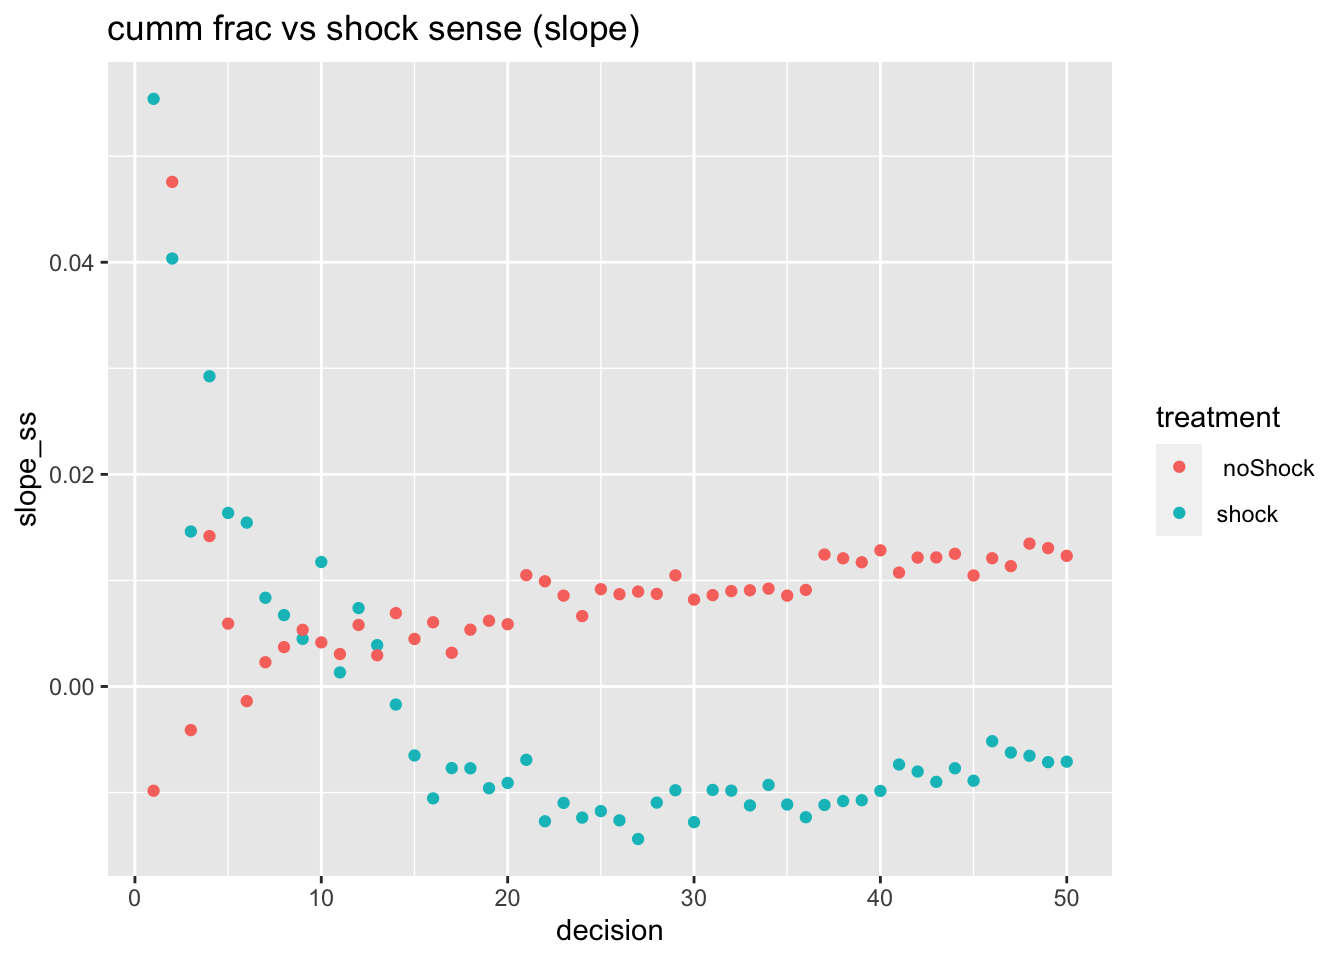 cumm frac vs shock sense (slope)
slope_ss
0.04
0.02
0.00
0 10 20 30 40 50
decision
treatment
noShock
shock